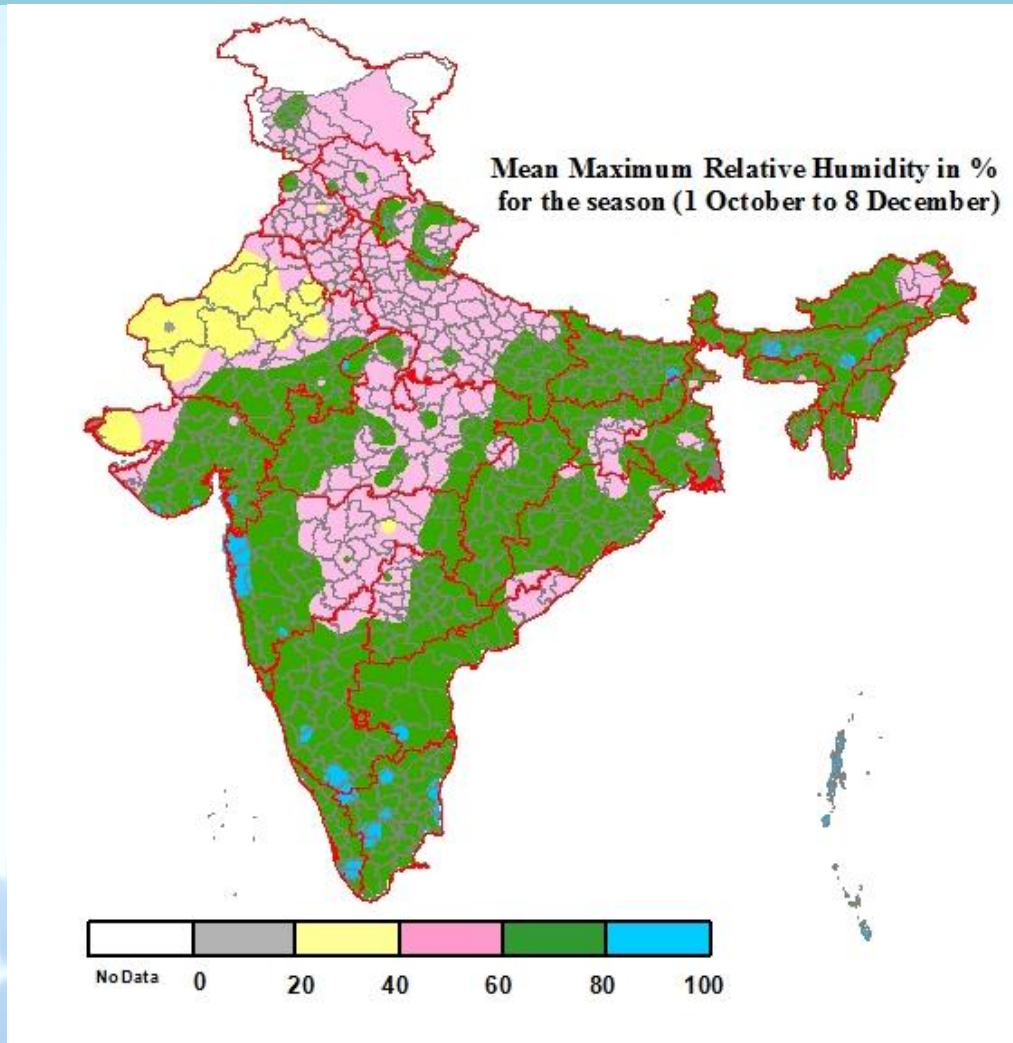 Mean Maximum Relative Humidity in %
for the season (1 October to 8 December)
No Data 0 20 40 60 80 100